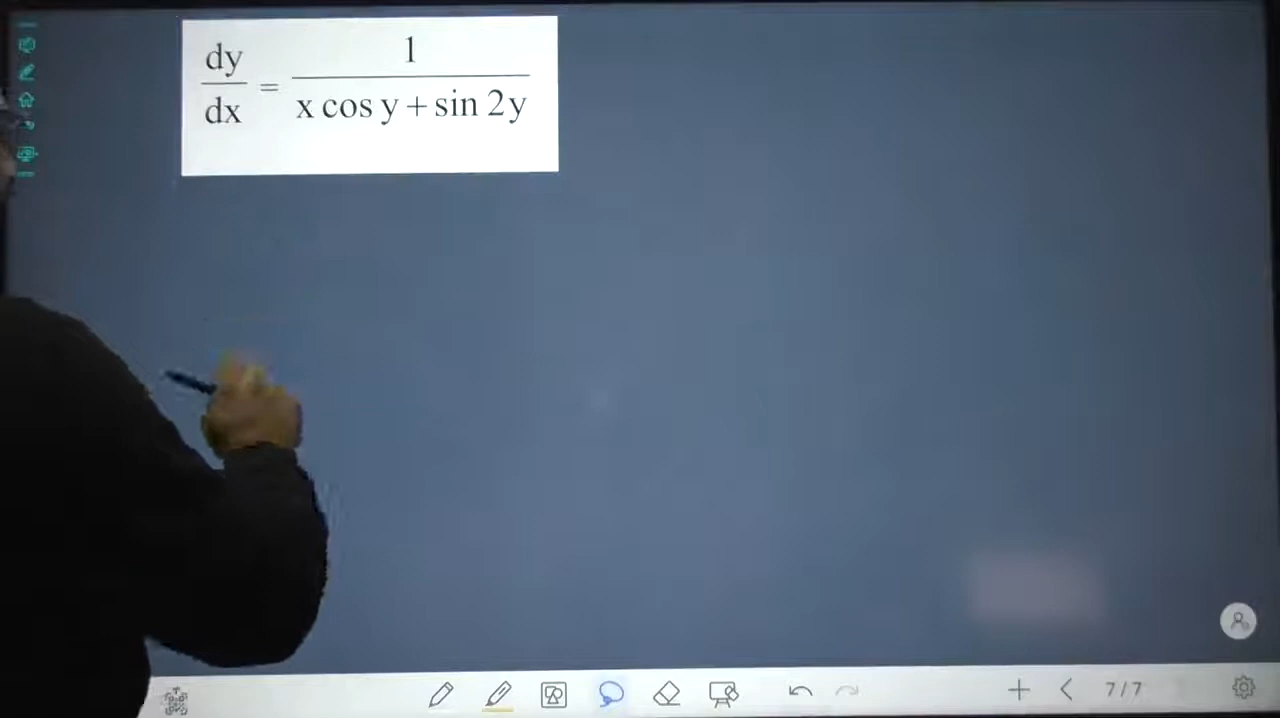 dy/dx = 1/(x cos y + sin 2y)
7/7